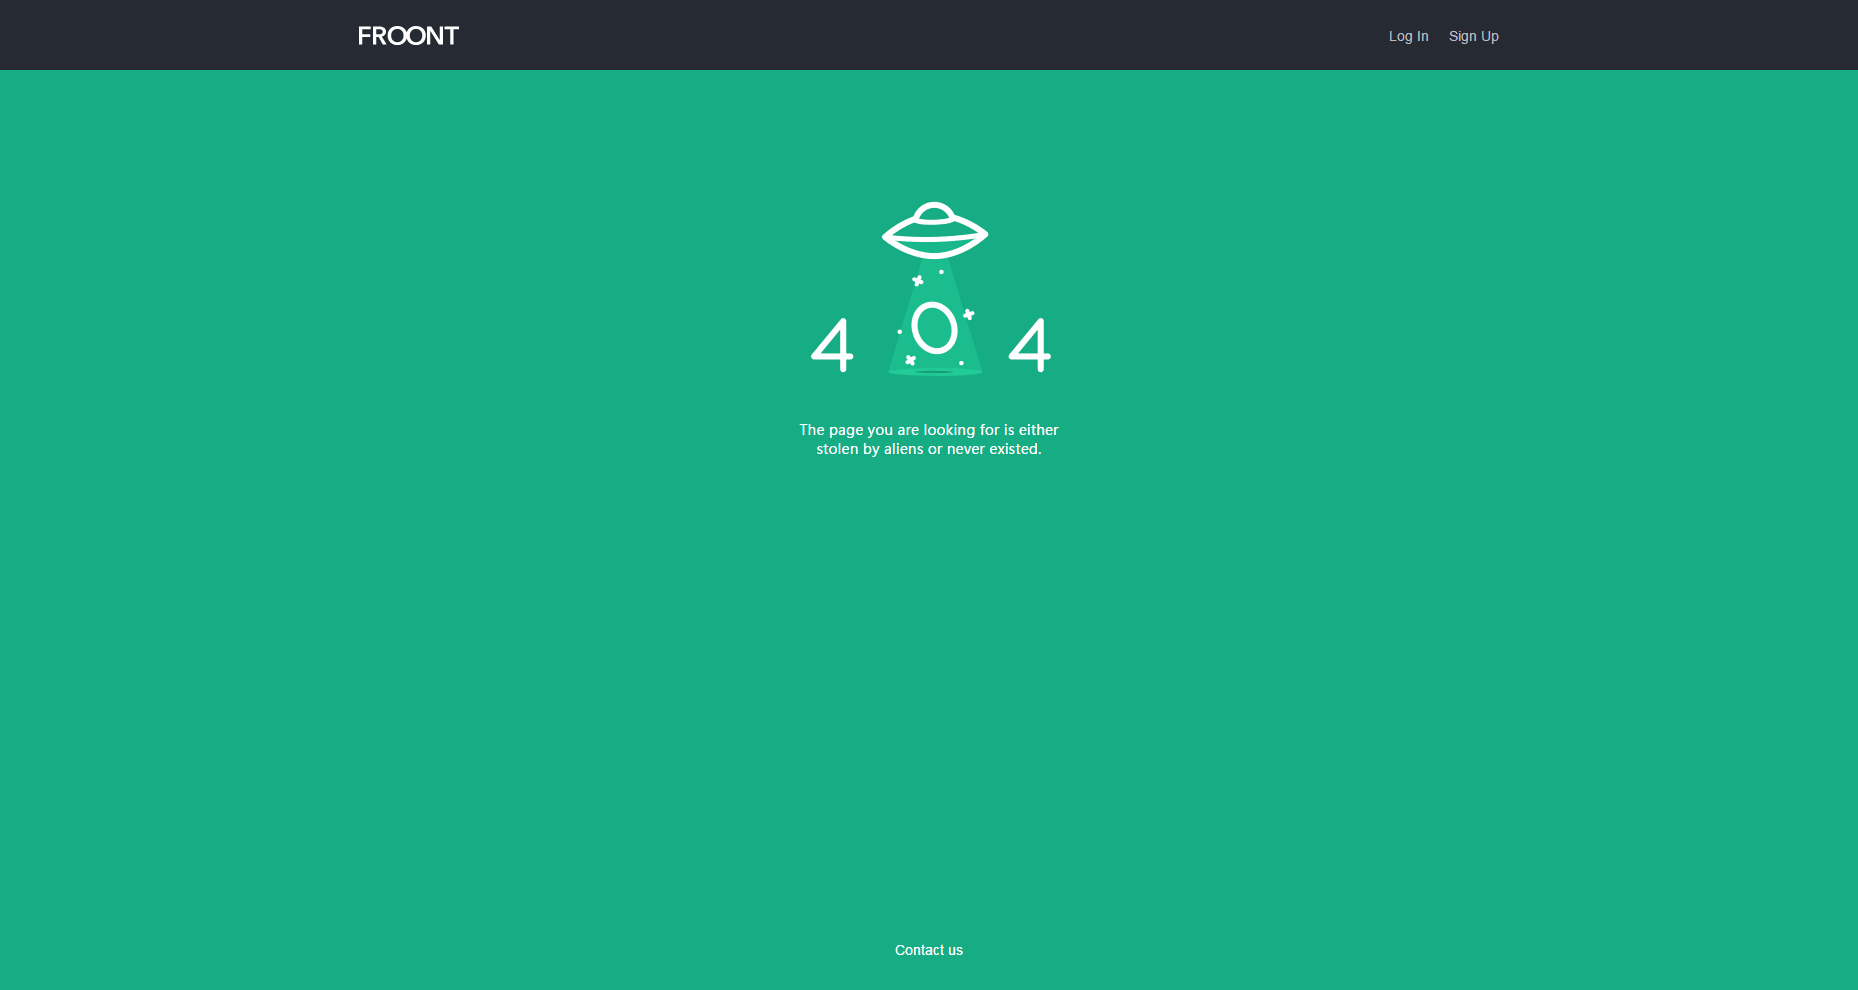 FROONT
Log In
Sign Up
404
The page you are looking for is either
stolen by aliens or never existed.
Contact us